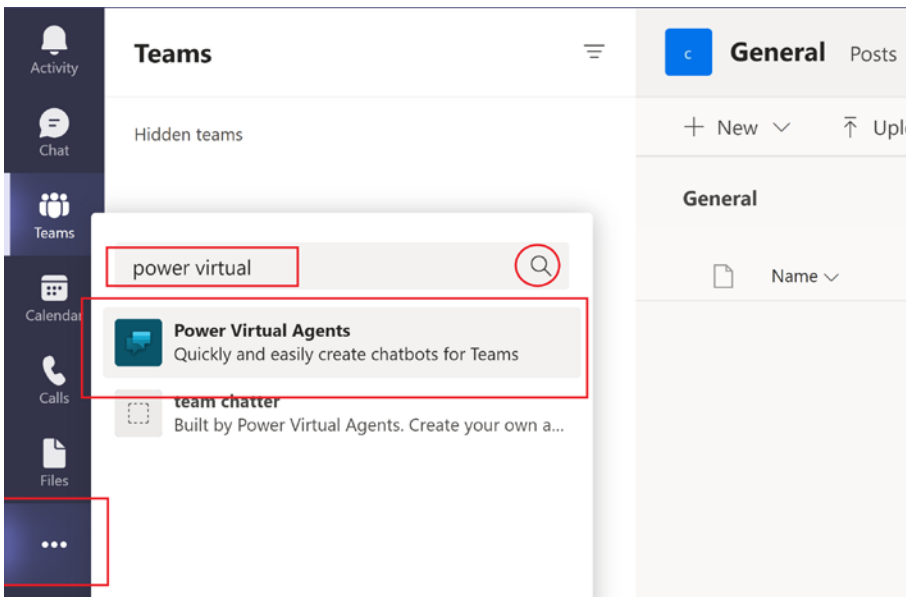 Activity
Chat
Teams
Calendar
Calls
Files
Teams
Hidden teams
power virtual
Power Virtual Agents
Quickly and easily create chatbots for Teams
team chatter
Built by Power Virtual Agents. Create your own a...
c
General
Posts
New
Uplo
General
Name